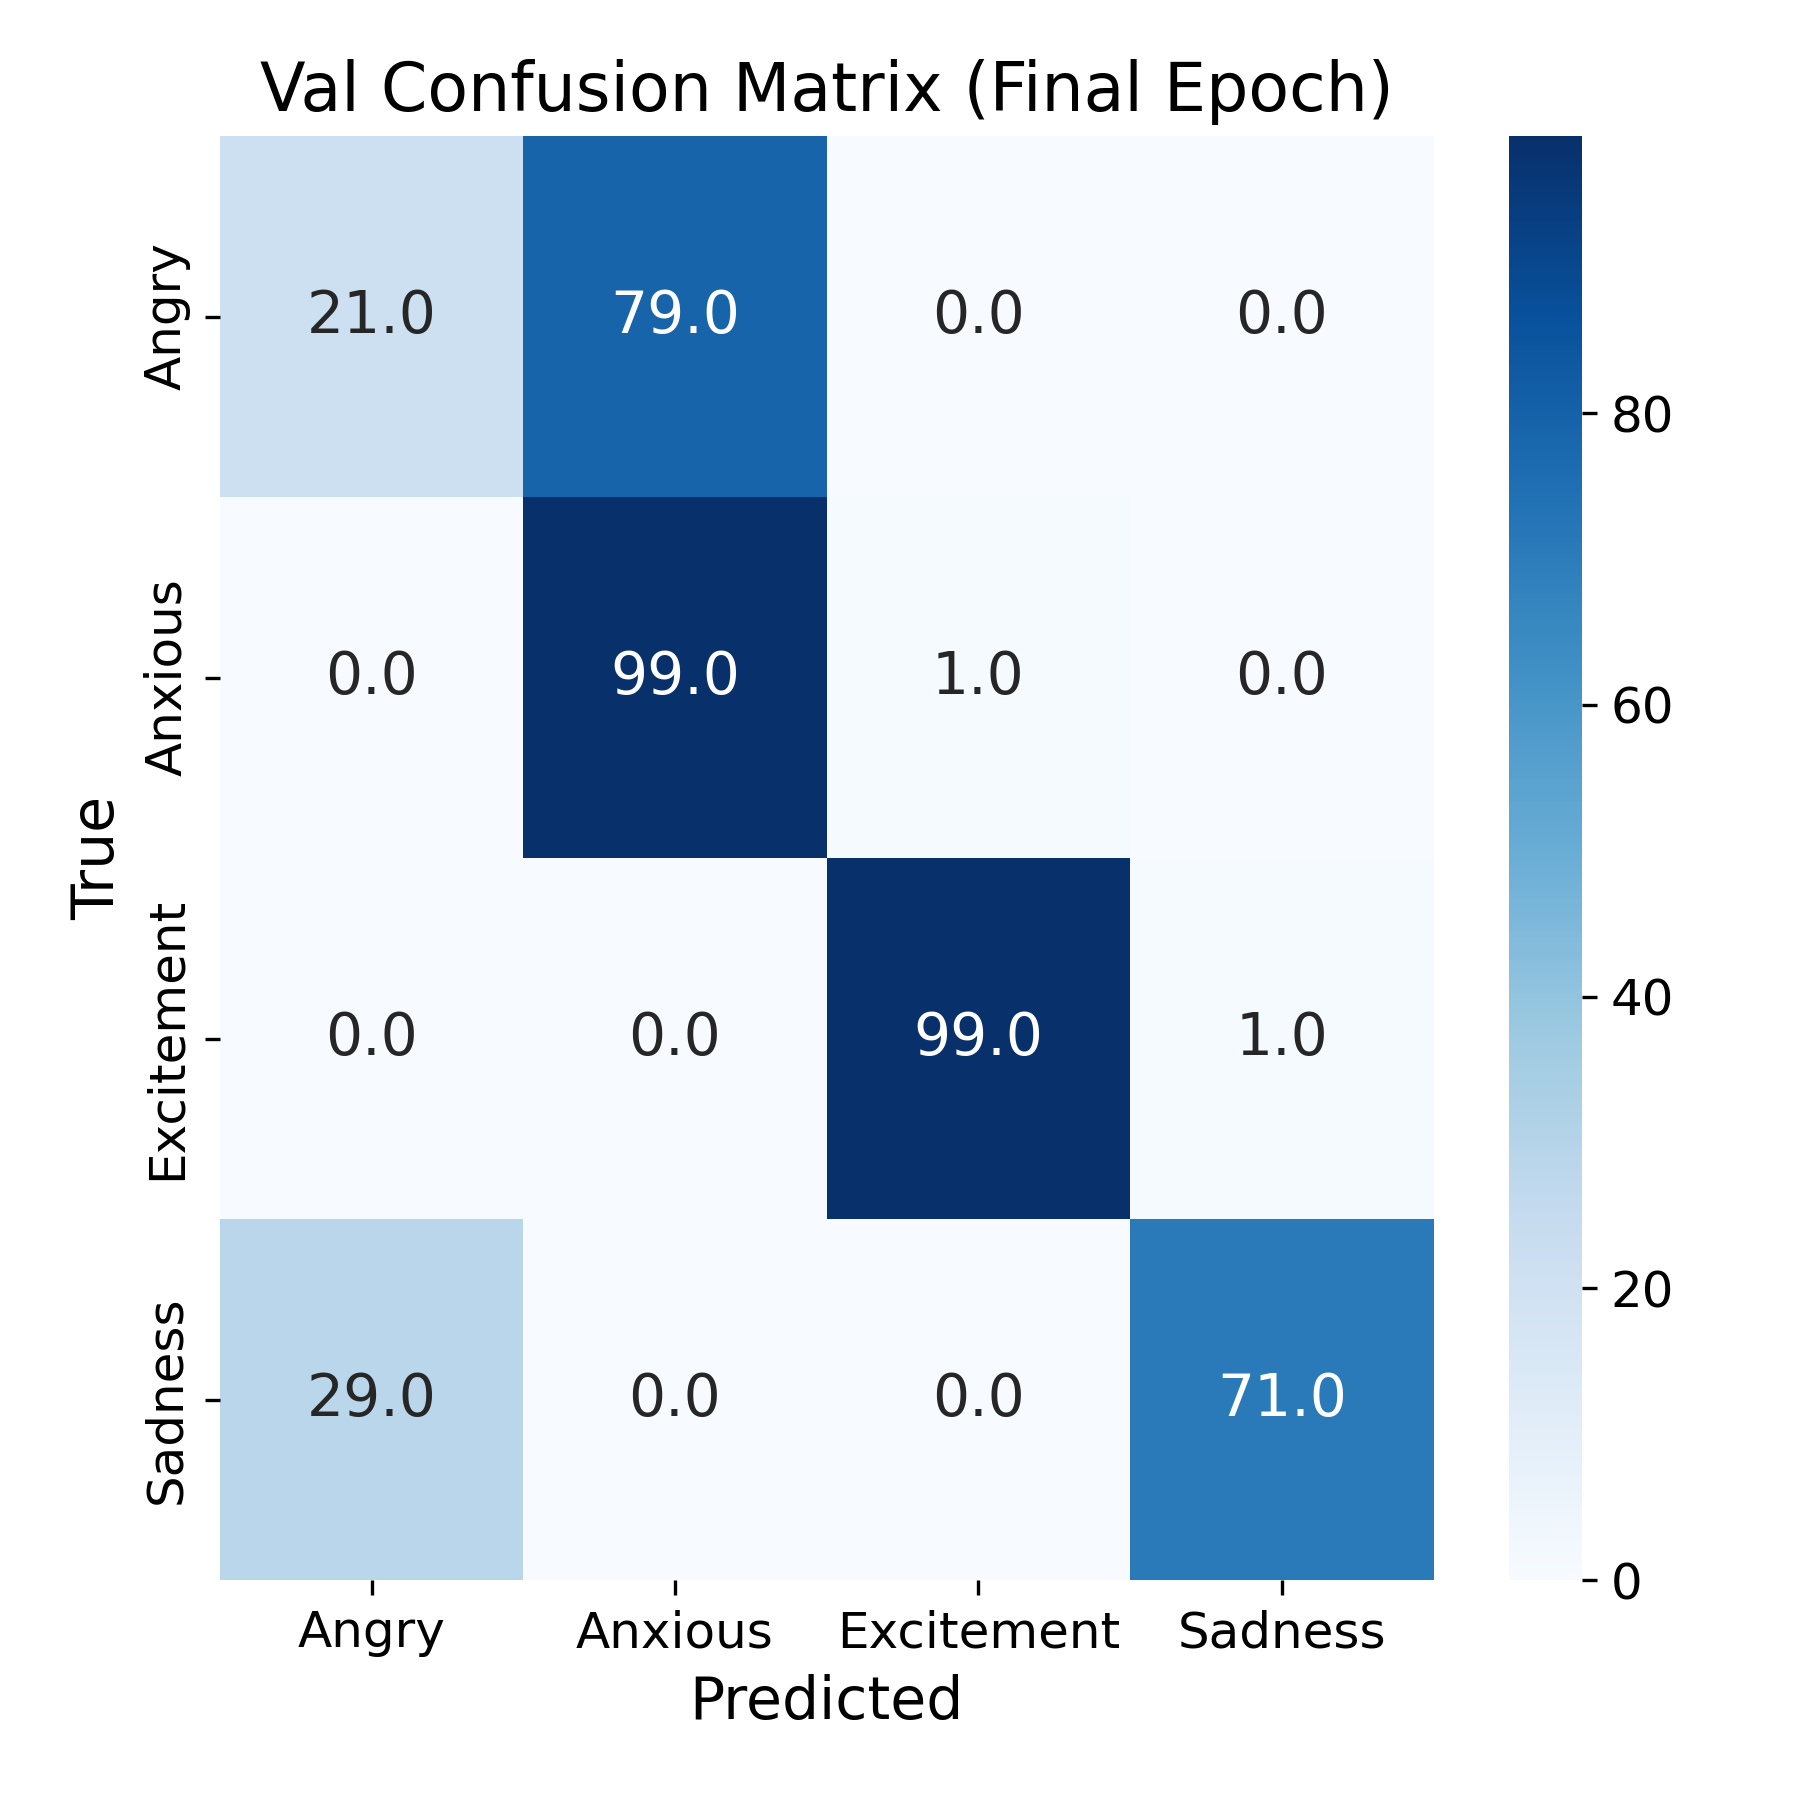 Val Confusion Matrix (Final Epoch)
True
Angry
21.0 79.0 0.0 0.0
Anxious
0.0 99.0 1.0 0.0
Excitement
0.0 0.0 99.0 1.0
Sadness
29.0 0.0 0.0 71.0
Angry Anxious Excitement Sadness
Predicted
80
60
40
20
0